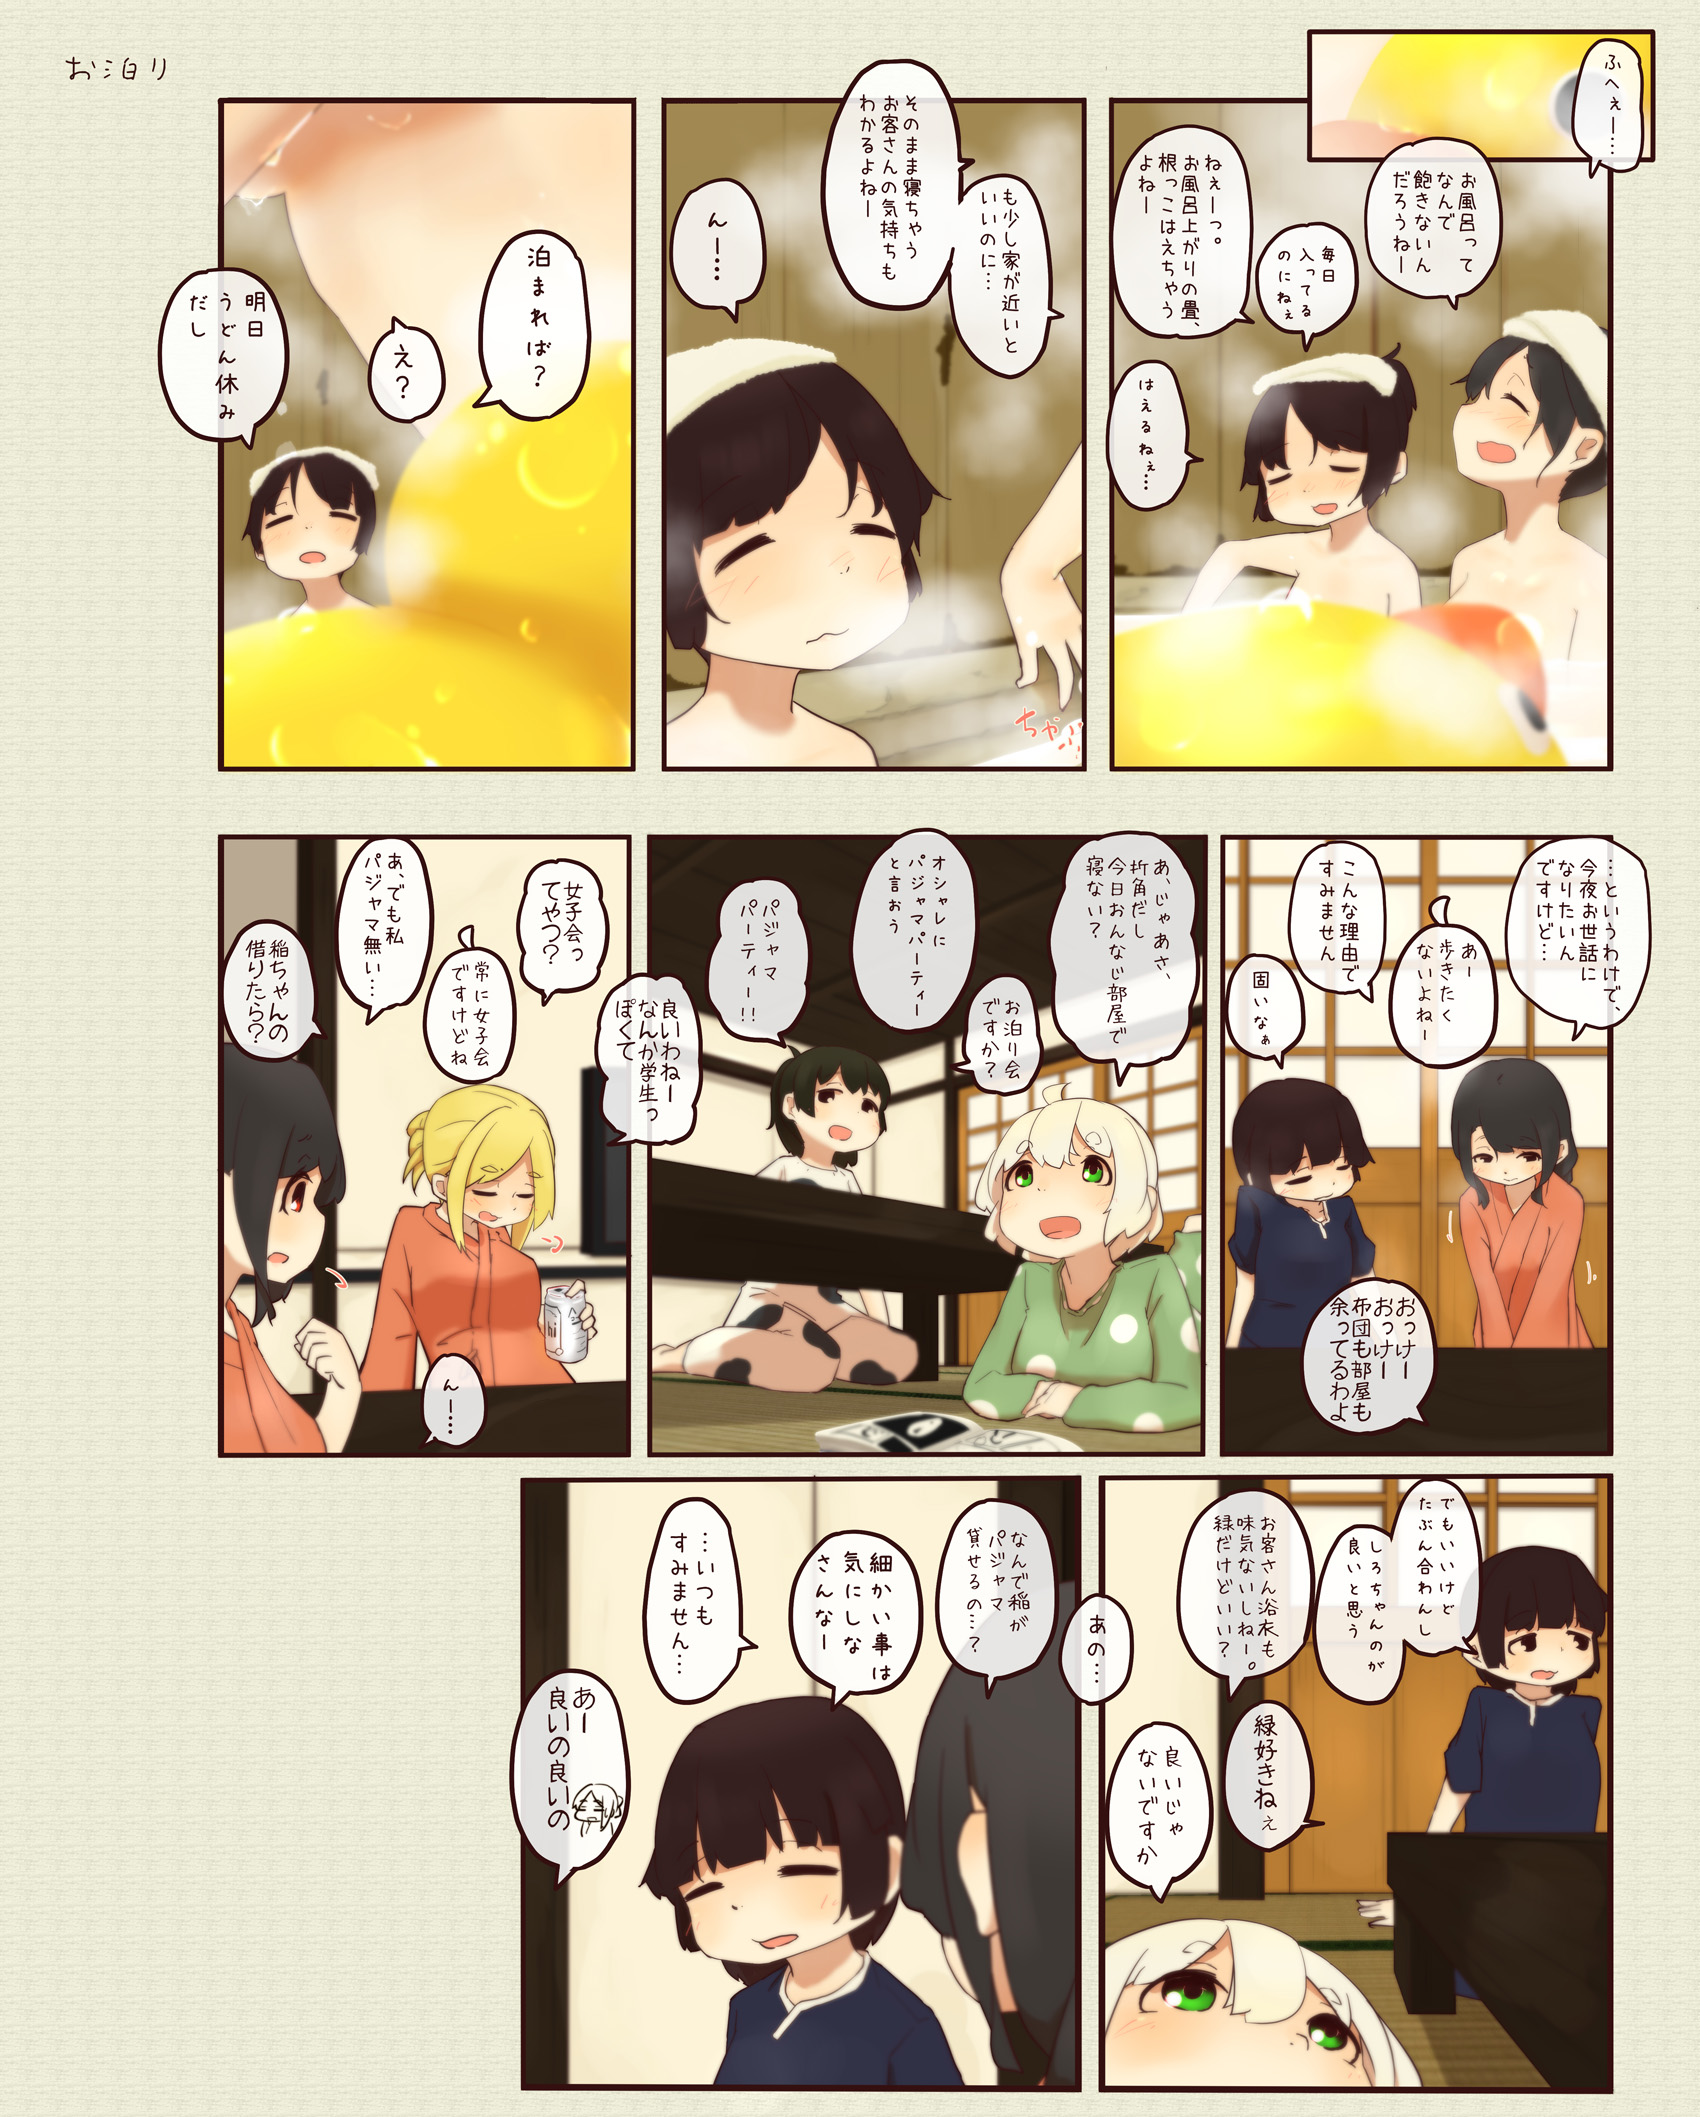 お泊り
ふへぇー…
お風呂って
なんで
飽きないん
だろうねー
毎日
入ってる
のにねぇ
ねぇーっ。
お風呂上がりの畳、
根っこはえちゃう
よねー
はえるねぇ…
も少し家が近いと
いいのに…
そのまま寝ちゃう
お客さんの気持ちも
わかるよねー
んー…
ちゃぷ
泊まれば？
え？
明日
うどん休み
だし
…というわけで、
今夜お世話に
なりたいん
ですけど…
あー
歩きたく
ないよねー
こんな理由で
すみません
固いなぁ
おっけー
おっけー
布団も部屋も
余ってるわよ
あ、じゃあさ、
折角だし
今日おんなじ部屋で
寝ない？
お泊り会
ですか？
オシャレに
パジャマパーティー
と言おう
パジャマ
パーティー!!
良いわねー
なんか学生っ
ぽくて
女子会っ
てやつ？
常に女子会
ですけどね
あ、でも私
パジャマ無い…
稲ちゃんの
借りたら？
hi
んー…
でもいいけど
たぶん合わんし
しろちゃんのが
良いと思う
お客さん浴衣も
味気ないしねー。
緑だけどいい？
緑好きねぇ
良いじゃ
ないですか
あの…
なんで稲が
パジャマ
貸せるの…？
細かい事は
気にしな
さんなー
…いつも
すみません…
あー
良いの良いの